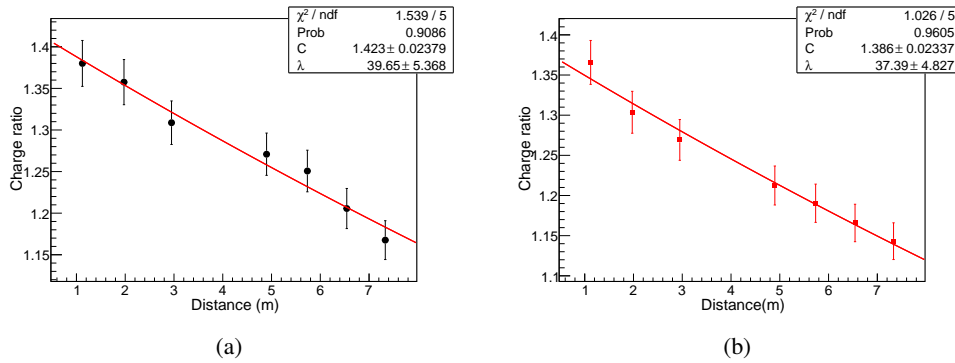 χ² / ndf 1.539 / 5
Prob 0.9086
C 1.423 ± 0.02379
λ 39.65 ± 5.368
Charge ratio
1.4
1.35
1.3
1.25
1.2
1.15
1 2 3 4 5 6 7
Distance (m)
(a)
χ² / ndf 1.026 / 5
Prob 0.9605
C 1.386 ± 0.02337
λ 37.39 ± 4.827
Charge ratio
1.4
1.35
1.3
1.25
1.2
1.15
1.1
1 2 3 4 5 6 7
Distance(m)
(b)